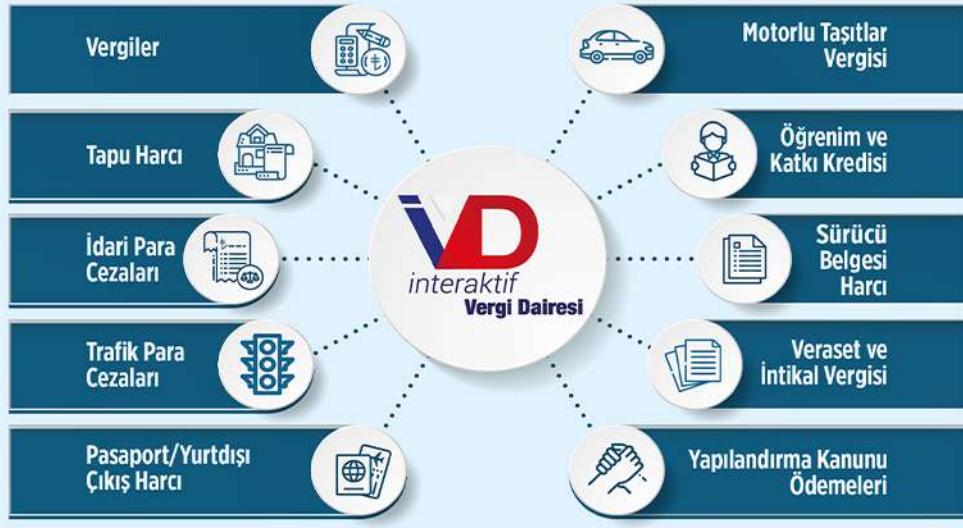 Vergiler
Tapu Harcı
İdari Para
Cezaları
Trafik Para
Cezaları
Pasaport/Yurtdışı
Çıkış Harcı
iVD
interaktif
Vergi Dairesi
Motorlu Taşıtlar
Vergisi
Öğrenim ve
Katkı Kredisi
Sürücü
Belgesi
Harcı
Veraset ve
İntikal Vergisi
Yapılandırma Kanunu
Ödemeleri